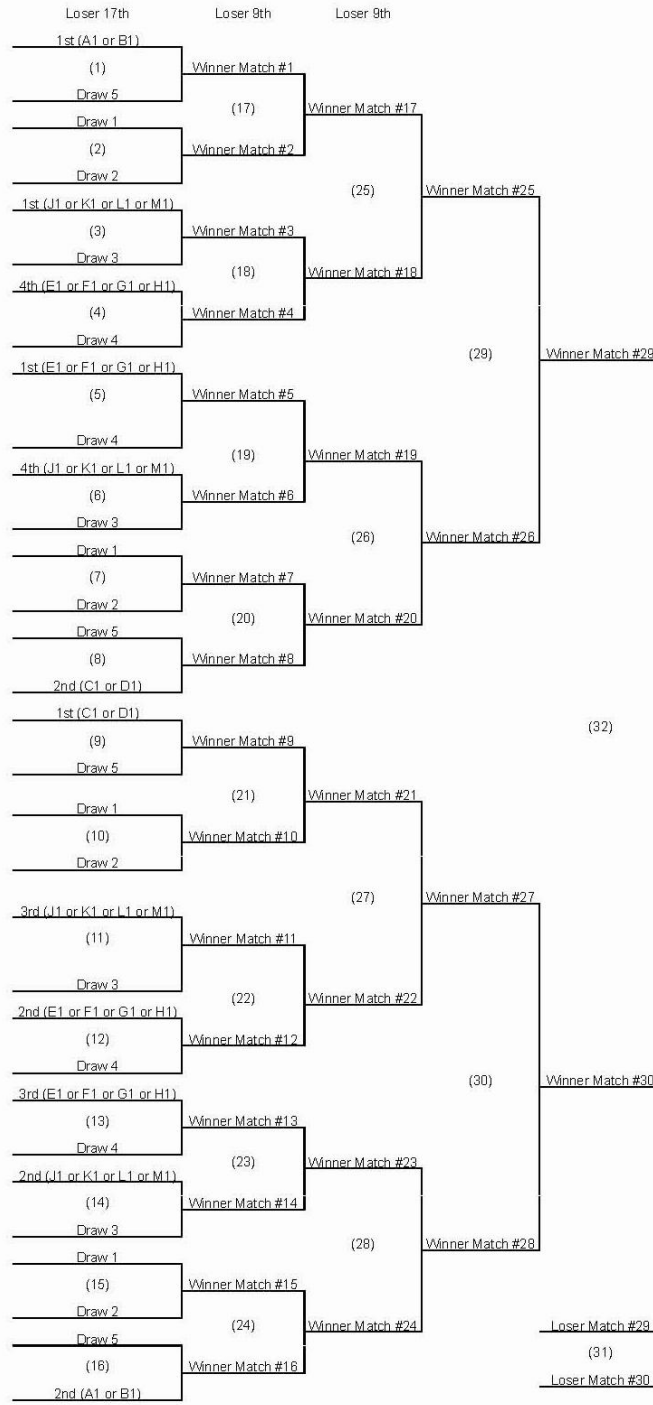 Loser 17th Loser 9th Loser 9th
1st (A1 or B1)
(1) Winner Match #1
Draw 5 (17) Winner Match #17
Draw 1
(2) Winner Match #2
Draw 2 (25) Winner Match #25
1st (J1 or K1 or L1 or M1)
(3) Winner Match #3
Draw 3 (18) Winner Match #18
4th (E1 or F1 or G1 or H1)
(4) Winner Match #4
Draw 4 (29) Winner Match #29
1st (E1 or F1 or G1 or H1)
(5) Winner Match #5
Draw 4 (19) Winner Match #19
4th (J1 or K1 or L1 or M1)
(6) Winner Match #6
Draw 3
Draw 1 (26) Winner Match #26
(7) Winner Match #7
Draw 2 (20) Winner Match #20
Draw 5
(8) Winner Match #8
2nd (C1 or D1)
1st (C1 or D1) (32)
(9) Winner Match #9
Draw 5 (21) Winner Match #21
Draw 1
(10) Winner Match #10
Draw 2
(27) Winner Match #27
3rd (J1 or K1 or L1 or M1)
(11) Winner Match #11
Draw 3 (22) Winner Match #22
2nd (E1 or F1 or G1 or H1)
(12) Winner Match #12
Draw 4 (30) Winner Match #30
3rd (E1 or F1 or G1 or H1)
(13) Winner Match #13
Draw 4 (23) Winner Match #23
2nd (J1 or K1 or L1 or M1)
(14) Winner Match #14
Draw 3
(28) Winner Match #28
Draw 1
(15) Winner Match #15
Draw 2 (24) Winner Match #24 Loser Match #29
Draw 5
(16) Winner Match #16 (31)
2nd (A1 or B1) Loser Match #30